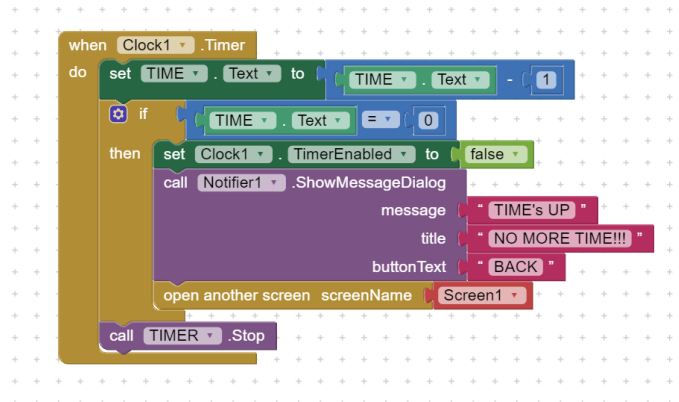 when Clock1 .Timer
do set TIME . Text to TIME . Text - 1
if TIME . Text = 0
then set Clock1 . TimerEnabled to false
call Notifier1 .ShowMessageDialog
message “ TIME's UP ”
title “ NO MORE TIME!!! ”
buttonText “ BACK ”
open another screen screenName Screen1
call TIMER .Stop